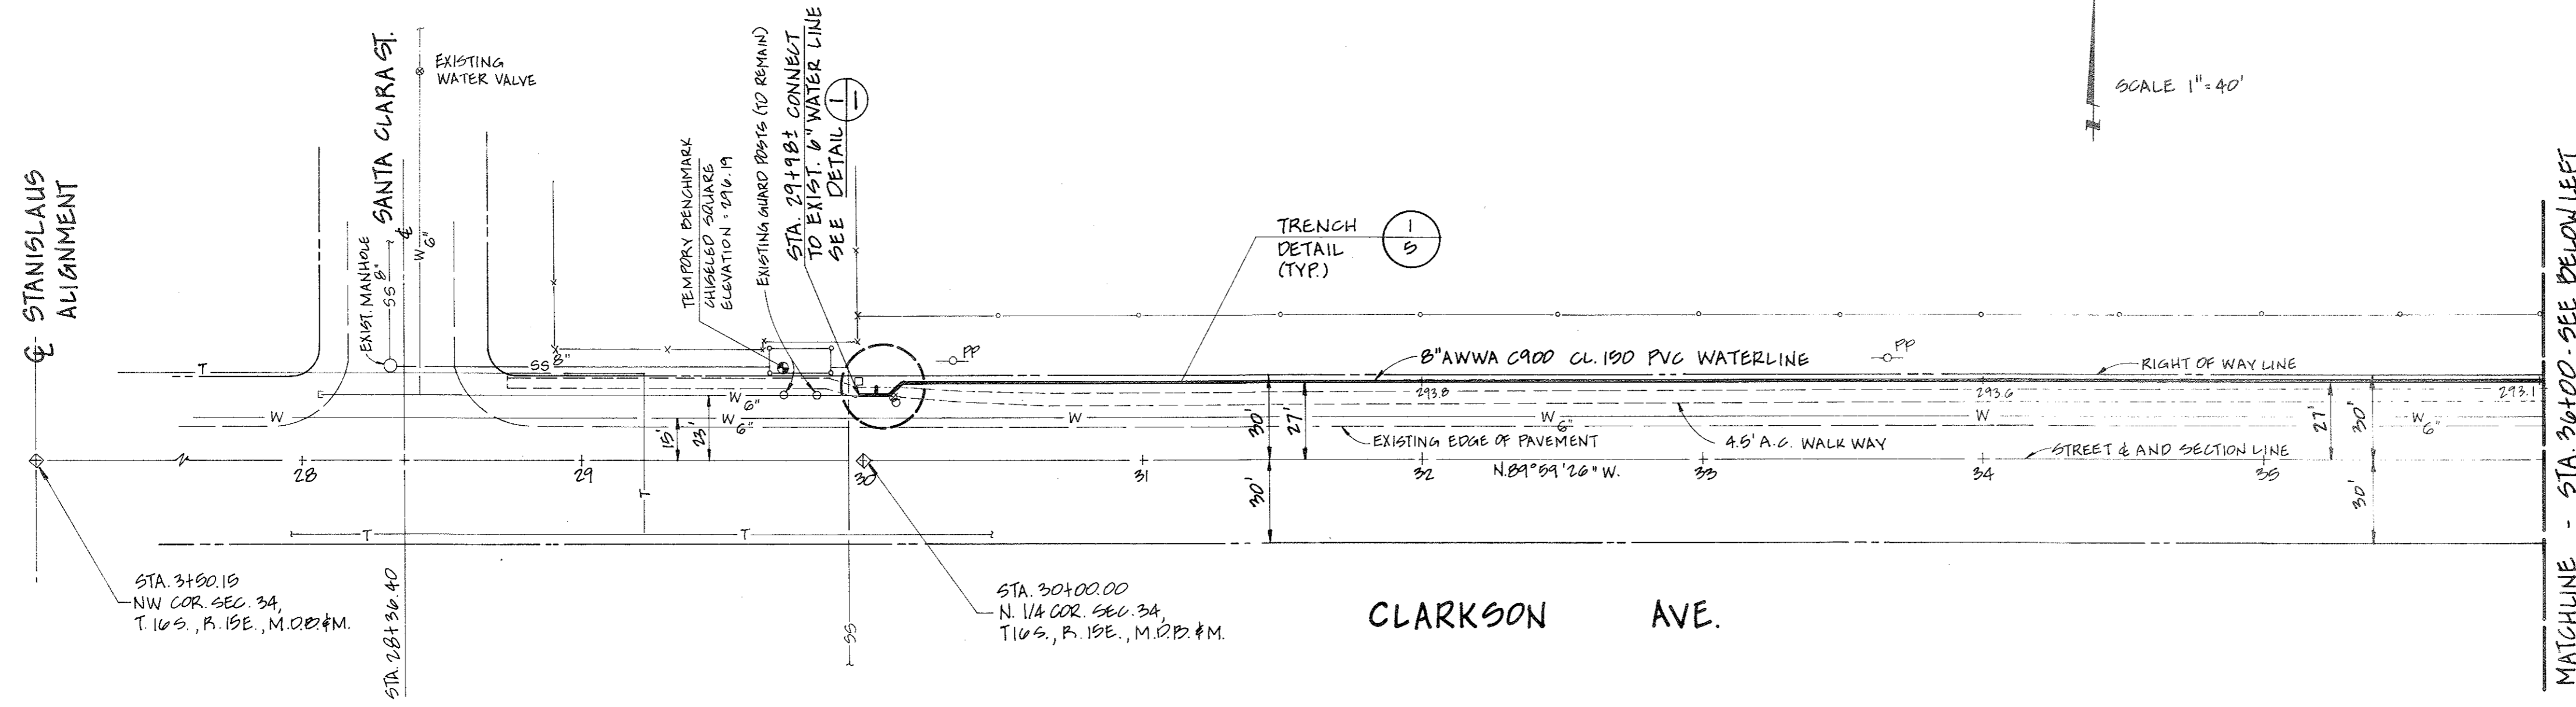 ℄ STANISLAUS
ALIGNMENT
SANTA CLARA ST.
℄
EXISTING
WATER VALVE
W 6"
EXIST. MANHOLE
SS 8"
TEMPORY BENCHMARK
CHISELED SQUARE
ELEVATION = 296.19
EXISTING GUARD POSTS (TO REMAIN)
STA. 29+98± CONNECT
TO EXIST. 6" WATER LINE
SEE DETAIL 1
SCALE 1"=40'
N
TRENCH
DETAIL
(TYP.)
1
5
T
SS 8"
PP
8" AWWA C900 CL. 150 PVC WATERLINE
PP
RIGHT OF WAY LINE
W
W 6"
W 6"
W
293.8
W 6"
293.6
W
293.1
W 6"
15'
23'
30'
27'
27'
30'
EXISTING EDGE OF PAVEMENT
4.5' A.C. WALK WAY
STREET ℄ AND SECTION LINE
28
29
30
31
32
N.89°59'26"W.
33
34
35
T
30'
30'
T
T
STA. 3+50.15
NW COR. SEC. 34,
T.16S., R.15E., M.D.B.&M.
STA. 28+36.40
SS
STA. 30+00.00
N. 1/4 COR. SEC. 34,
T16S., R.15E., M.D.B.&M.
CLARKSON AVE.
MATCHLINE - STA. 36+00 - SEE BELOW LEFT